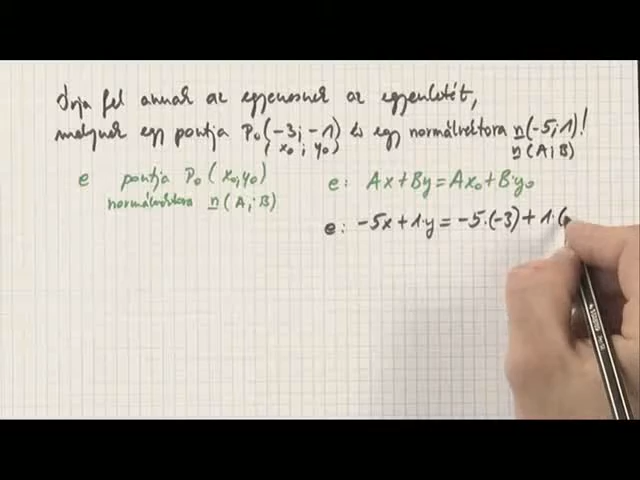 Írja fel annak az egyenesnek az egyenletét,
melynek egy pontja P₀(-3; -1) és egy normálvektora n(-5; 1)!
(x₀; y₀) n(A; B)
e pontja P₀(x₀; y₀)
normálvektora n(A; B)
e: Ax+By=Ax₀+B·y₀
e: -5x+1·y=-5·(-3)+1·(